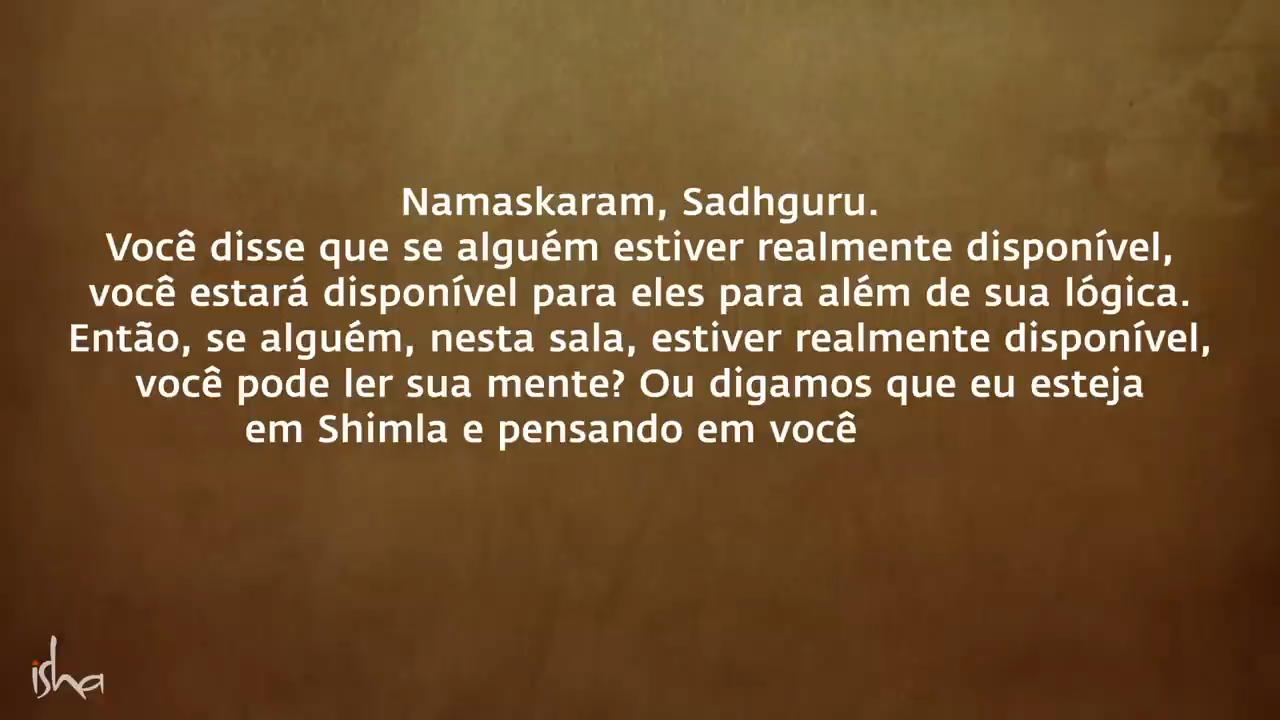 Namaskaram, Sadhguru.
Você disse que se alguém estiver realmente disponível,
você estará disponível para eles para além de sua lógica.
Então, se alguém, nesta sala, estiver realmente disponível,
você pode ler sua mente? Ou digamos que eu esteja
em Shimla e pensando em você
isha